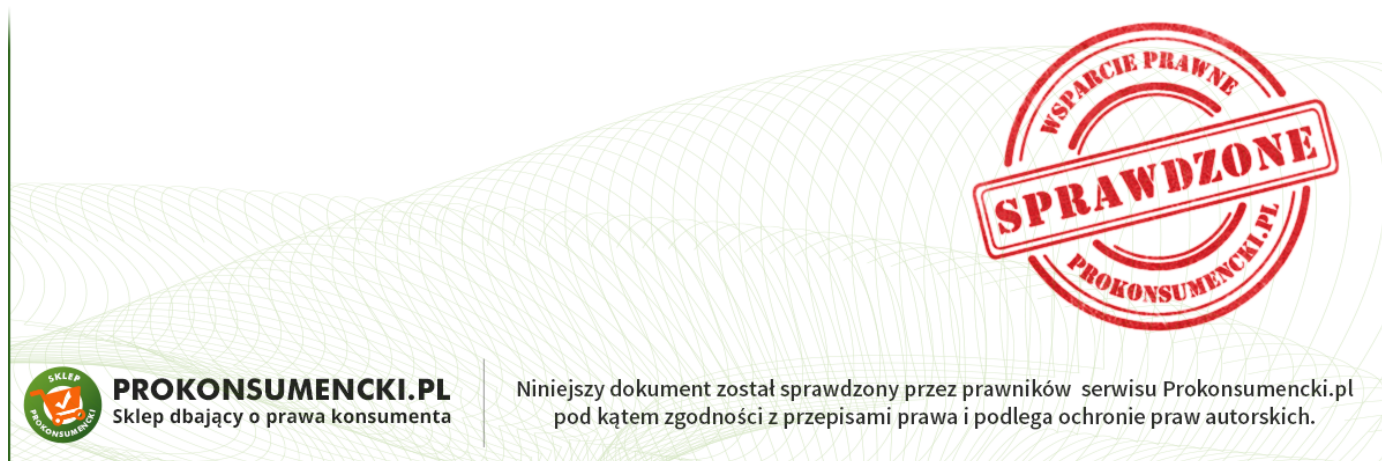 WSPARCIE PRAWNE
SPRAWDZONE
PROKONSUMENCKI.PL
SKLEP
PROKONSUMENCKI
PROKONSUMENCKI.PL
Sklep dbający o prawa konsumenta
Niniejszy dokument został sprawdzony przez prawników serwisu Prokonsumencki.pl
pod kątem zgodności z przepisami prawa i podlega ochronie praw autorskich.